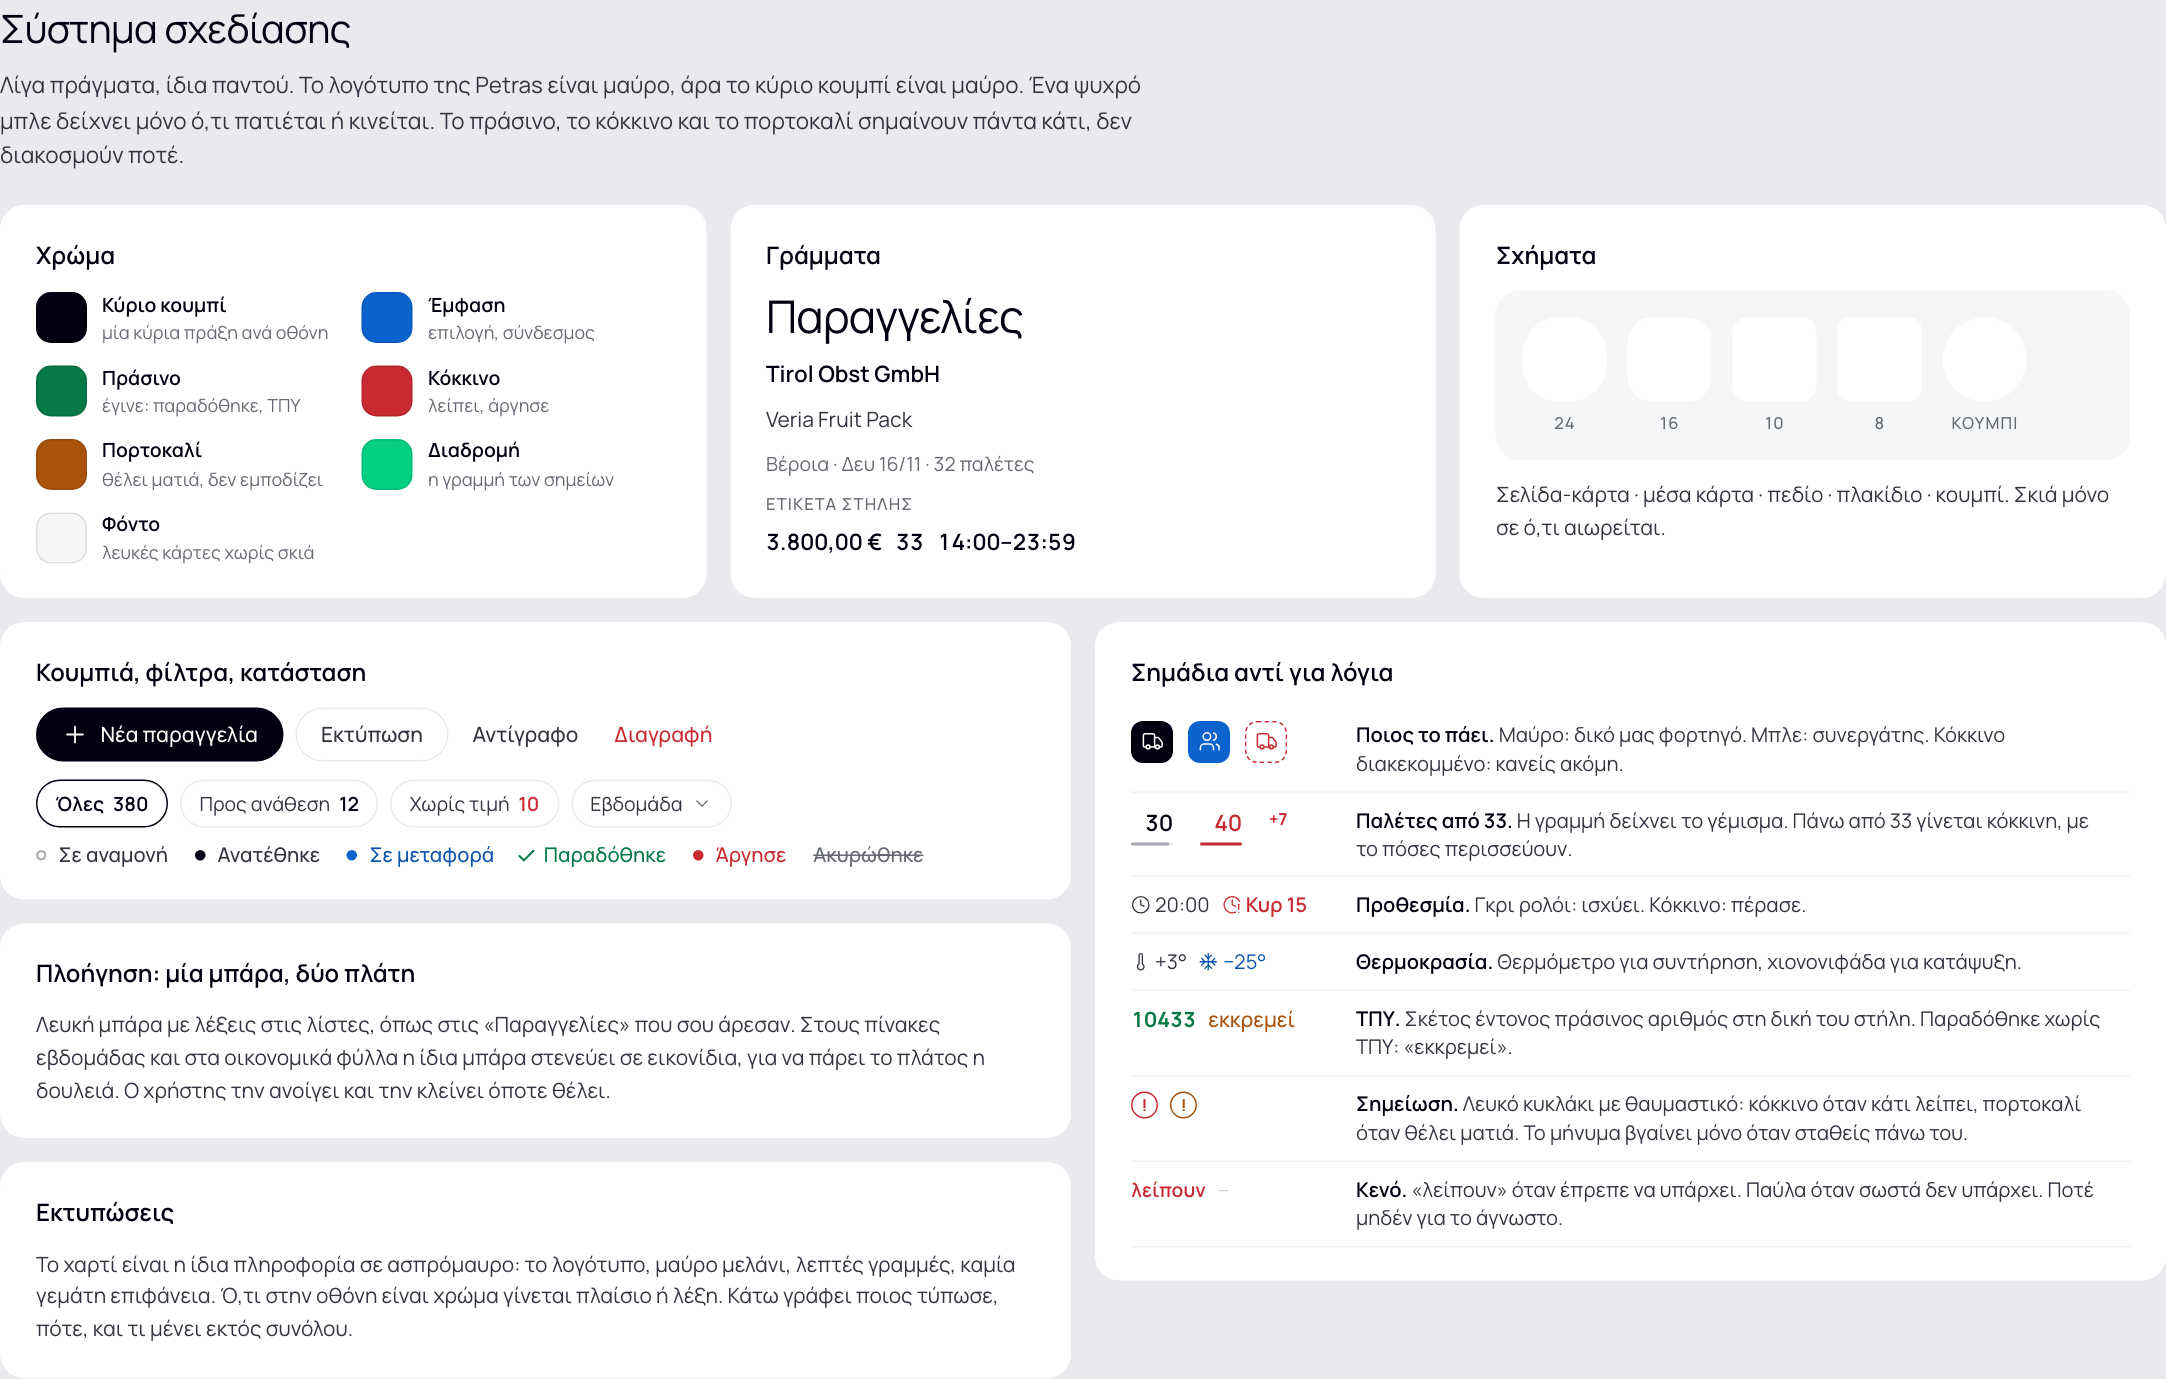 Σύστημα σχεδίασης
Λίγα πράγματα, ίδια παντού. Το λογότυπο της Petras είναι μαύρο, άρα το κύριο κουμπί είναι μαύρο. Ένα ψυχρό
μπλε δείχνει μόνο ό,τι πατιέται ή κινείται. Το πράσινο, το κόκκινο και το πορτοκαλί σημαίνουν πάντα κάτι, δεν
διακοσμούν ποτέ.
Χρώμα
Κύριο κουμπί
μία κύρια πράξη ανά οθόνη
Έμφαση
επιλογή, σύνδεσμος
Πράσινο
έγινε: παραδόθηκε, ΤΠΥ
Κόκκινο
λείπει, άργησε
Πορτοκαλί
θέλει ματιά, δεν εμποδίζει
Διαδρομή
η γραμμή των σημείων
Φόντο
λευκές κάρτες χωρίς σκιά
Γράμματα
Παραγγελίες
Tirol Obst GmbH
Veria Fruit Pack
Βέροια · Δευ 16/11 · 32 παλέτες
ΕΤΙΚΕΤΑ ΣΤΗΛΗΣ
3.800,00 € 33 14:00–23:59
Σχήματα
24 16 10 8 ΚΟΥΜΠΙ
Σελίδα-κάρτα · μέσα κάρτα · πεδίο · πλακίδιο · κουμπί. Σκιά μόνο
σε ό,τι αιωρείται.
Κουμπιά, φίλτρα, κατάσταση
Νέα παραγγελία Εκτύπωση Αντίγραφο Διαγραφή
Όλες 380 Προς ανάθεση 12 Χωρίς τιμή 10 Εβδομάδα
Σε αναμονή Ανατέθηκε Σε μεταφορά Παραδόθηκε Άργησε Ακυρώθηκε
Πλοήγηση: μία μπάρα, δύο πλάτη
Λευκή μπάρα με λέξεις στις λίστες, όπως στις «Παραγγελίες» που σου άρεσαν. Στους πίνακες
εβδομάδας και στα οικονομικά φύλλα η ίδια μπάρα στενεύει σε εικονίδια, για να πάρει το πλάτος η
δουλειά. Ο χρήστης την ανοίγει και την κλείνει όποτε θέλει.
Εκτυπώσεις
Το χαρτί είναι η ίδια πληροφορία σε ασπρόμαυρο: το λογότυπο, μαύρο μελάνι, λεπτές γραμμές, καμία
γεμάτη επιφάνεια. Ό,τι στην οθόνη είναι χρώμα γίνεται πλαίσιο ή λέξη. Κάτω γράφει ποιος τύπωσε,
πότε, και τι μένει εκτός συνόλου.
Σημάδια αντί για λόγια
Ποιος το πάει. Μαύρο: δικό μας φορτηγό. Μπλε: συνεργάτης. Κόκκινο
διακεκομμένο: κανείς ακόμη.
30 40 +7
Παλέτες από 33. Η γραμμή δείχνει το γέμισμα. Πάνω από 33 γίνεται κόκκινη, με
το πόσες περισσεύουν.
20:00 Κυρ 15
Προθεσμία. Γκρι ρολόι: ισχύει. Κόκκινο: πέρασε.
+3° −25°
Θερμοκρασία. Θερμόμετρο για συντήρηση, χιονονιφάδα για κατάψυξη.
10433 εκκρεμεί
ΤΠΥ. Σκέτος έντονος πράσινος αριθμός στη δική του στήλη. Παραδόθηκε χωρίς
ΤΠΥ: «εκκρεμεί».
Σημείωση. Λευκό κυκλάκι με θαυμαστικό: κόκκινο όταν κάτι λείπει, πορτοκαλί
όταν θέλει ματιά. Το μήνυμα βγαίνει μόνο όταν σταθείς πάνω του.
λείπουν –
Κενό. «λείπουν» όταν έπρεπε να υπάρχει. Παύλα όταν σωστά δεν υπάρχει. Ποτέ
μηδέν για το άγνωστο.